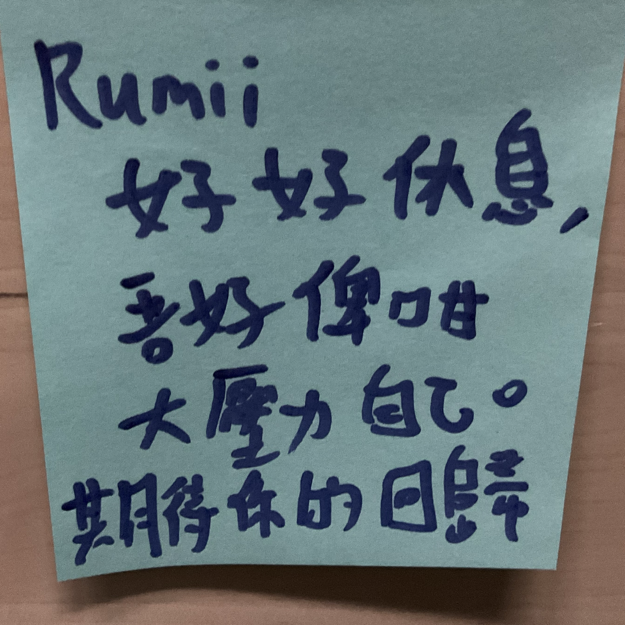 Rumii
好好休息,
吾好俾咁
大壓力自己。
期待你的回歸